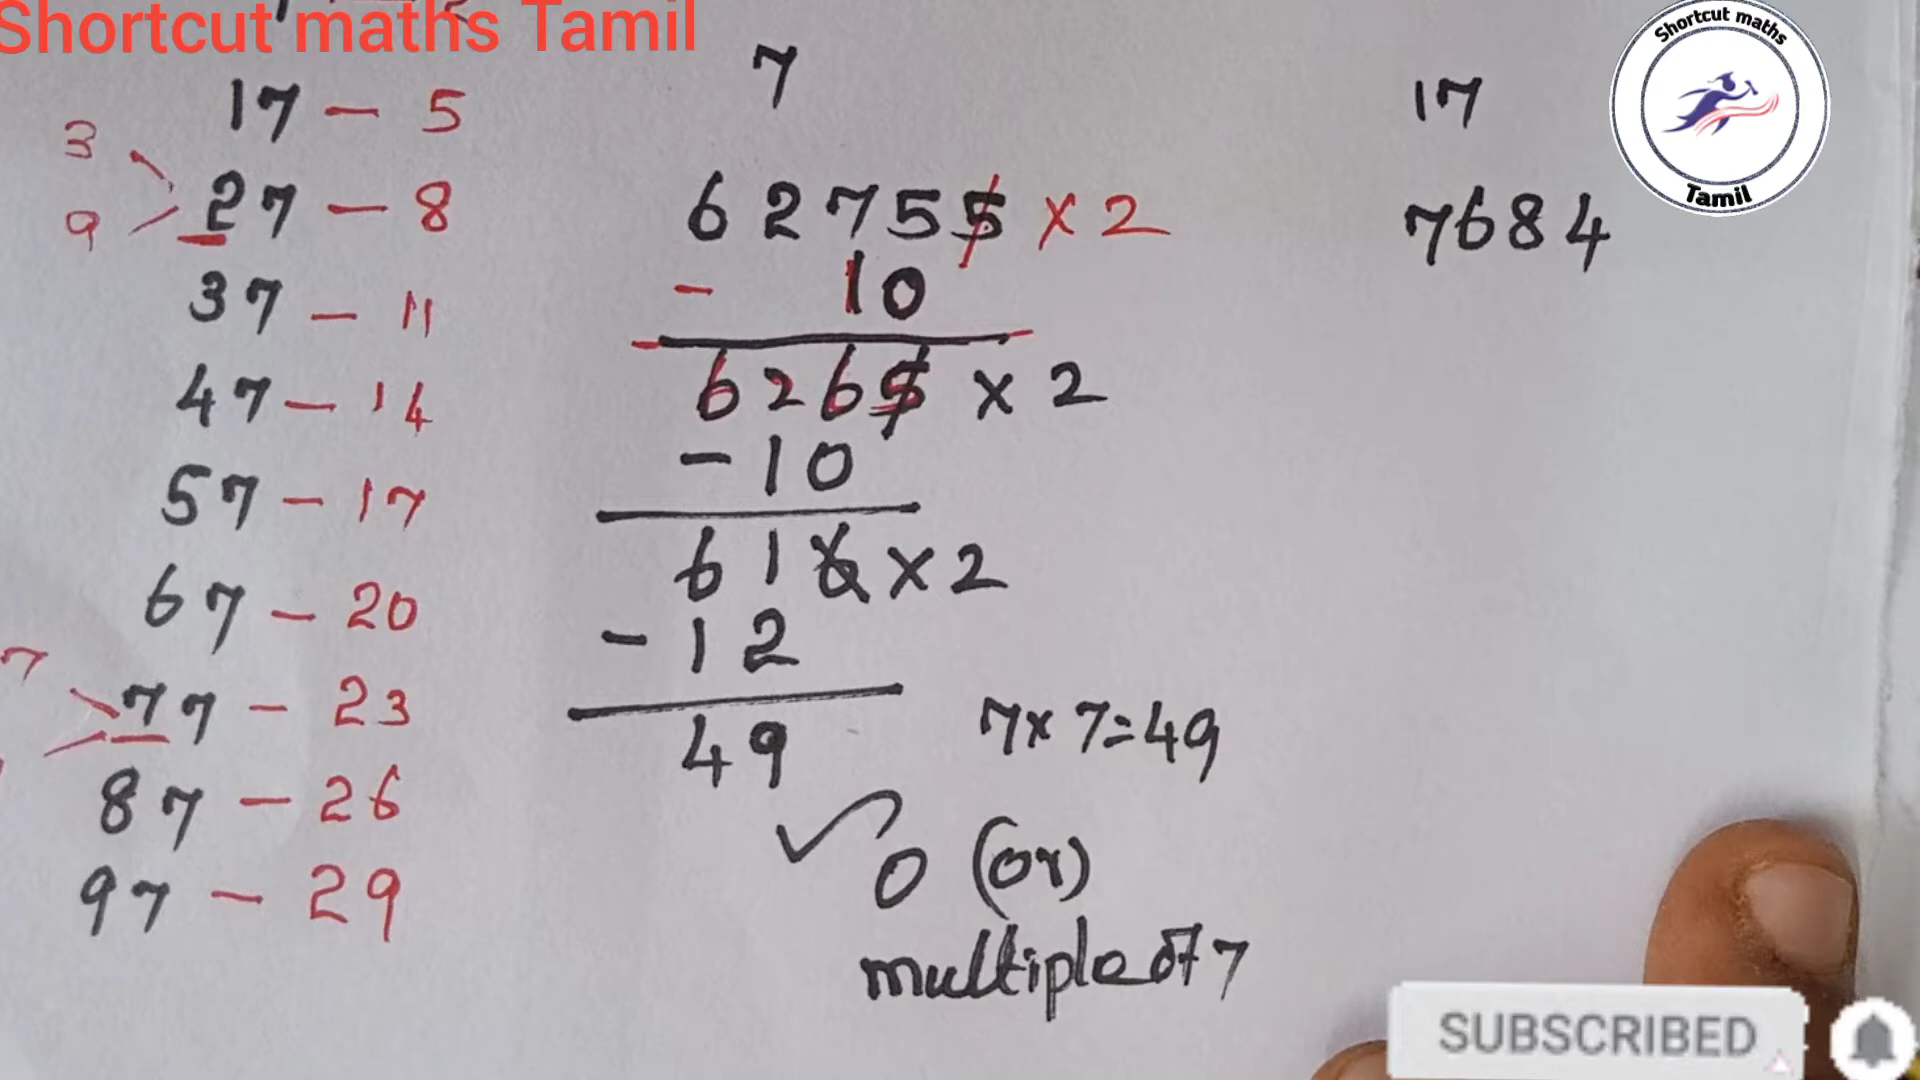 Shortcut maths Tamil
17 - 5
3
27 - 8
9
37 - 11
47 - 14
57 - 17
67 - 20
7
77 - 23
87 - 26
97 - 29
7
62755 x 2
- 10
6265 x 2
- 10
616 x 2
- 12
49
7x7=49
0 (or)
multiple of 7
17
7684
Shortcut maths
Tamil
SUBSCRIBED